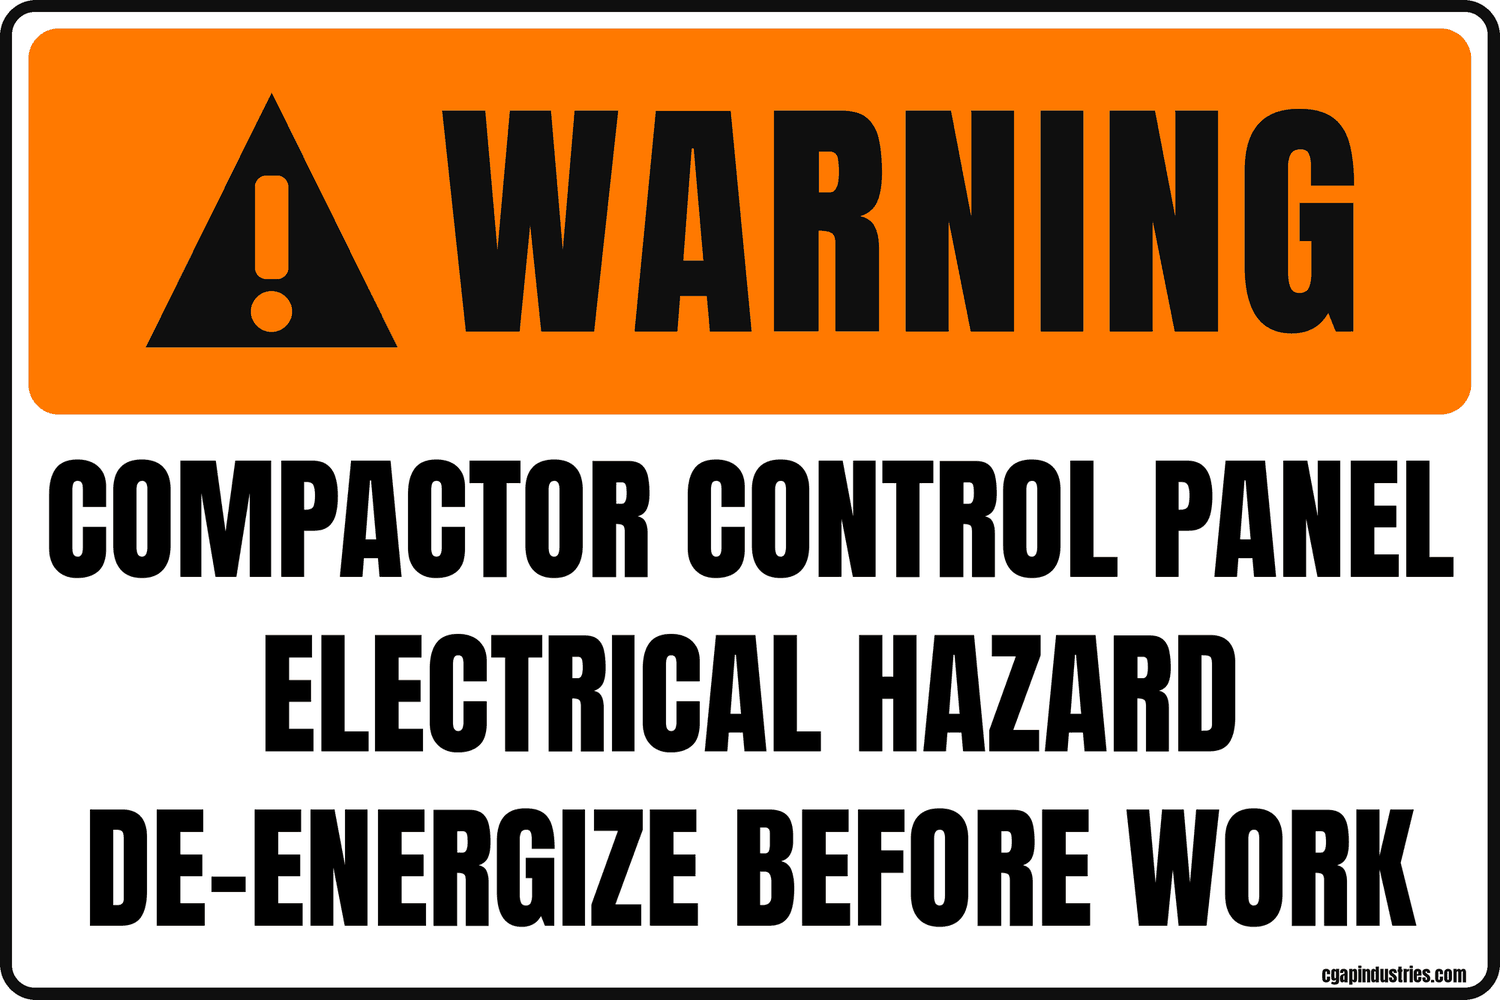 WARNING
COMPACTOR CONTROL PANEL
ELECTRICAL HAZARD
DE-ENERGIZE BEFORE WORK
cgapindustries.com